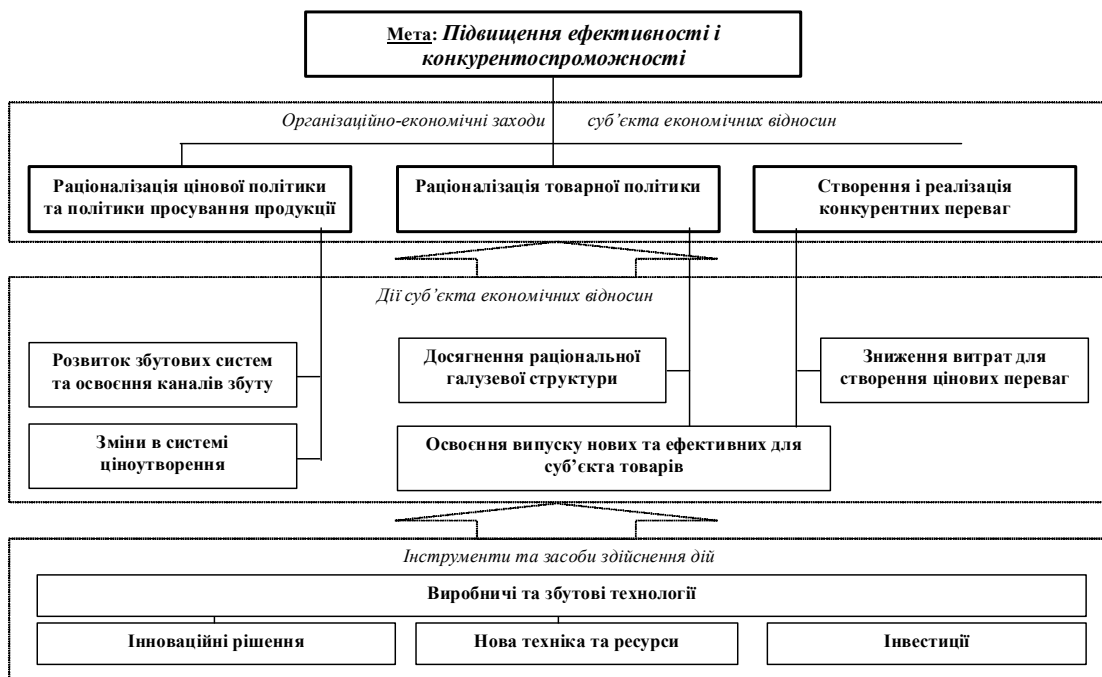 Мета: Підвищення ефективності і
конкурентоспроможності
Організаційно-економічні заходи суб’єкта економічних відносин
Раціоналізація цінової політики
та політики просування продукції
Раціоналізація товарної політики
Створення і реалізація
конкурентних переваг
Дії суб’єкта економічних відносин
Розвиток збутових систем
та освоєння каналів збуту
Досягнення раціональної
галузевої структури
Зниження витрат для
створення цінових переваг
Зміни в системі
ціноутворення
Освоєння випуску нових та ефективних для
суб’єкта товарів
Інструменти та засоби здійснення дій
Виробничі та збутові технології
Інноваційні рішення
Нова техніка та ресурси
Інвестиції